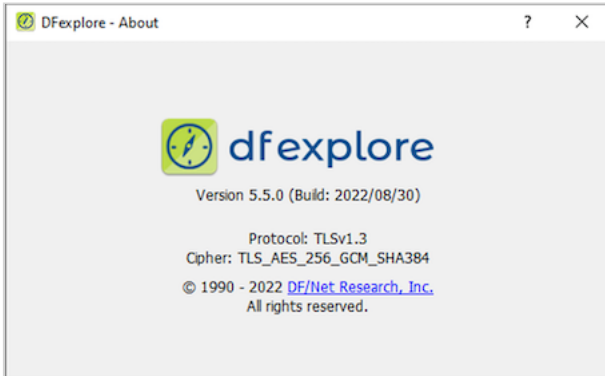 DFexplore - About
dfexplore
Version 5.5.0 (Build: 2022/08/30)
Protocol: TLSv1.3
Cipher: TLS_AES_256_GCM_SHA384
© 1990 - 2022 DF/Net Research, Inc.
All rights reserved.